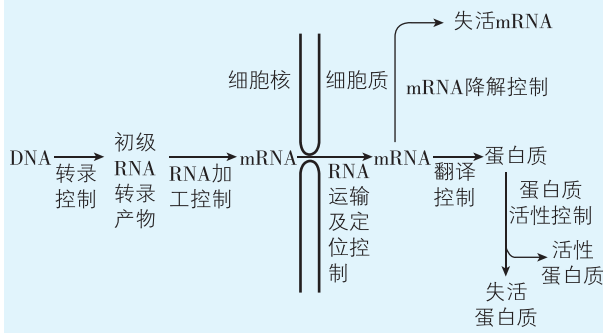 失活mRNA
细胞核
细胞质
mRNA降解控制
DNA
转录
控制
初级
RNA
转录
产物
RNA加
工控制
mRNA
RNA
运输
及定
位控
制
mRNA
翻译
控制
蛋白质
蛋白质
活性控制
活性
蛋白质
失活
蛋白质